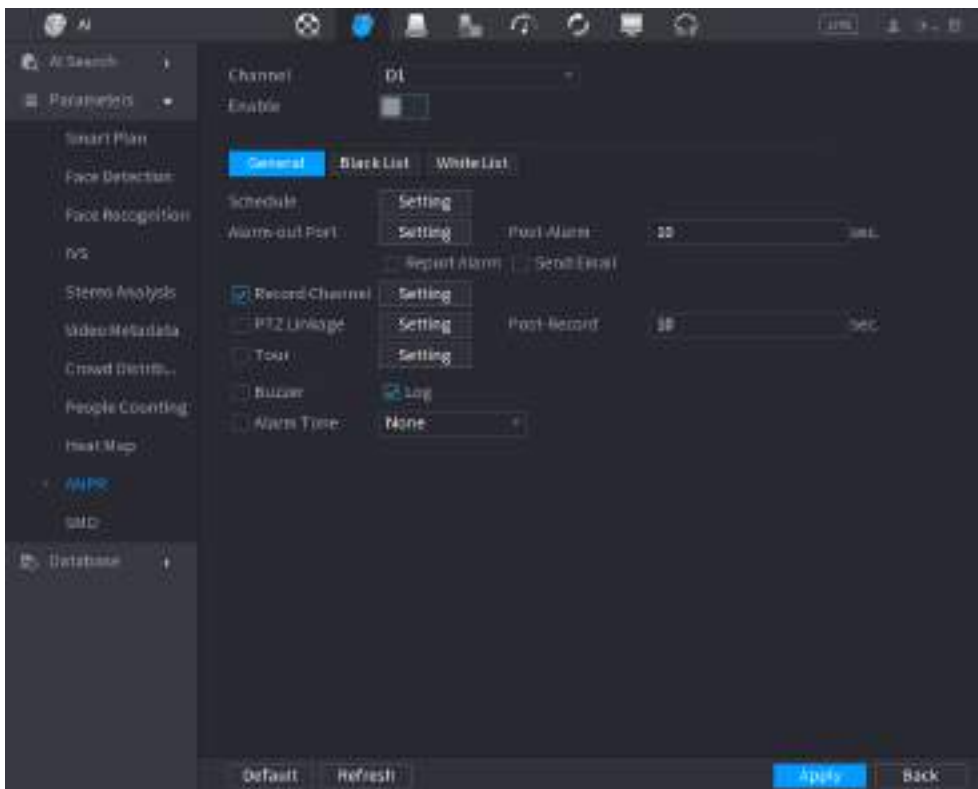 AI
LIVE
AI Search
Parameters
Smart Plan
Face Detection
Face Recognition
IVS
Stereo Analysis
Video Metadata
Crowd Distrib...
People Counting
Heat Map
ANPR
SMD
Database
Channel D1
Enable
General Black List White List
Schedule Setting
Alarm-out Port Setting Post-Alarm 10 sec.
Report Alarm Send Email
Record Channel Setting
PTZ Linkage Setting Post-Record 10 sec.
Tour Setting
Buzzer Log
Alarm Tone None
Default Refresh Apply Back